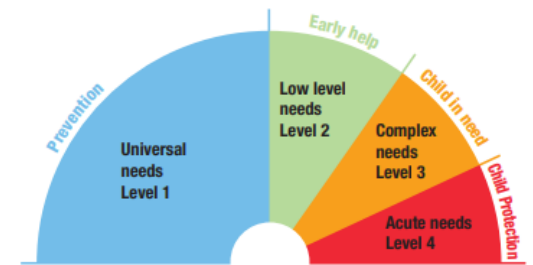 Prevention
Universal
needs
Level 1
Early help
Low level
needs
Level 2
Child in need
Complex
needs
Level 3
Child Protection
Acute needs
Level 4